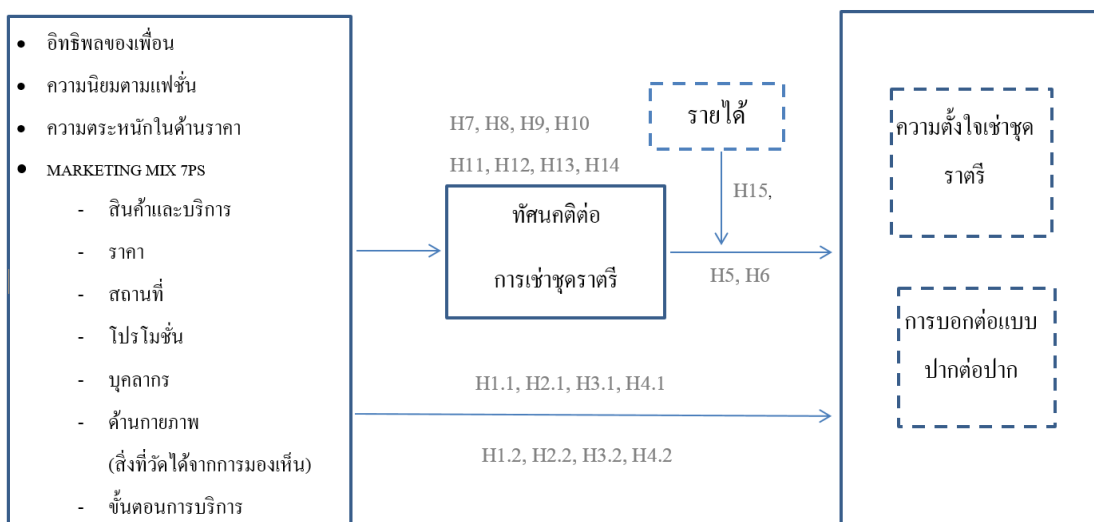 • อิทธิพลของเพื่อน
• ความนิยมตามแฟชั่น
• ความตระหนักในด้านราคา
• MARKETING MIX 7PS
- สินค้าและบริการ
- ราคา
- สถานที่
- โปรโมชั่น
- บุคลากร
- ด้านกายภาพ
(สิ่งที่วัดได้จากการมองเห็น)
- ขั้นตอนการบริการ
H7, H8, H9, H10
H11, H12, H13, H14
ทัศนคติต่อ
การเช่าชุดราตรี
รายได้
H15,
H5, H6
H1.1, H2.1, H3.1, H4.1
H1.2, H2.2, H3.2, H4.2
ความตั้งใจเช่าชุด
ราตรี
การบอกต่อแบบ
ปากต่อปาก